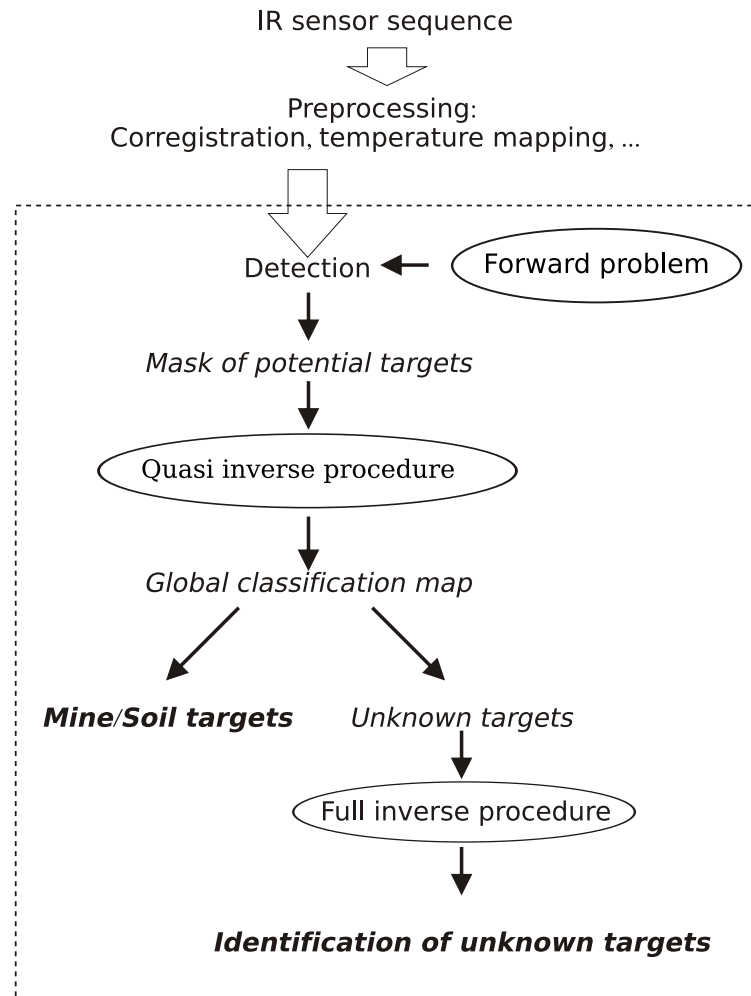 IR sensor sequence
Preprocessing:
Corregistration, temperature mapping, ...
Detection
Forward problem
Mask of potential targets
Quasi inverse procedure
Global classification map
Mine/Soil targets
Unknown targets
Full inverse procedure
Identification of unknown targets